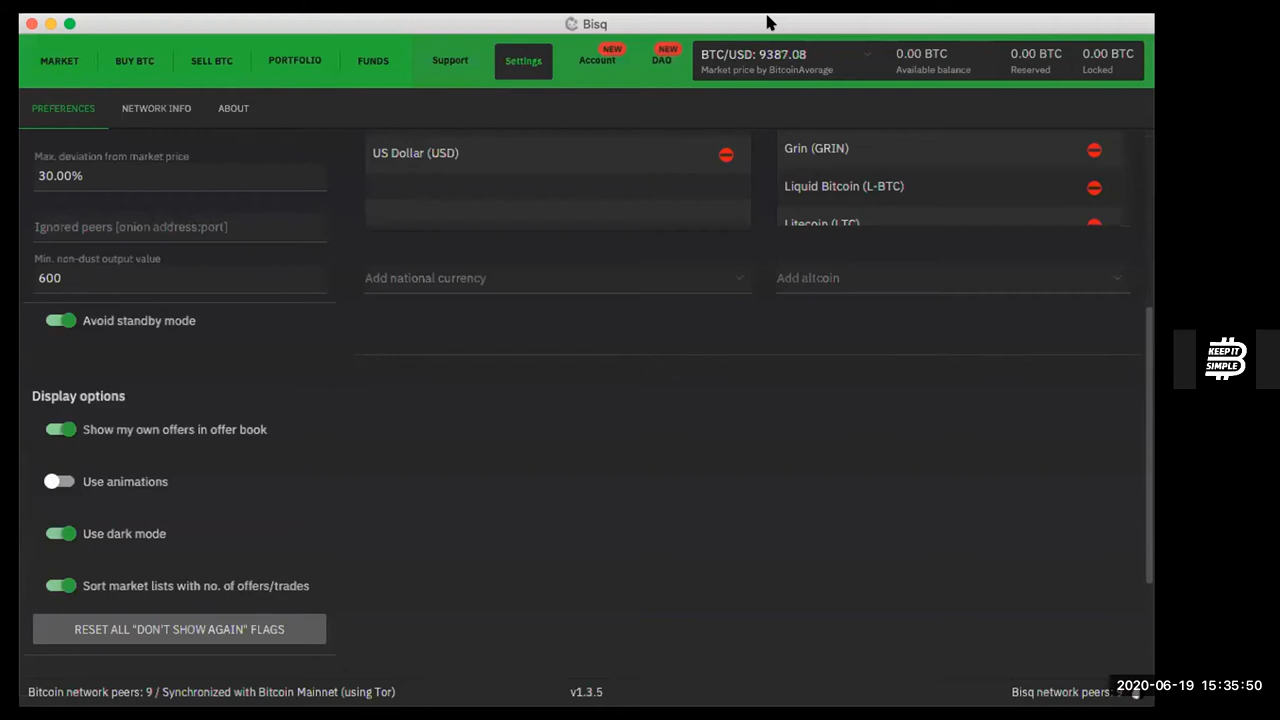 Bisq
MARKET
BUY BTC
SELL BTC
PORTFOLIO
FUNDS
Support
Settings
NEW
Account
NEW
DAO
BTC/USD: 9387.08
Market price by BitcoinAverage
0.00 BTC
Available balance
0.00 BTC
Reserved
0.00 BTC
Locked
PREFERENCES
NETWORK INFO
ABOUT
Max. deviation from market price
30.00%
Ignored peers [onion address:port]
Min. non-dust output value
600
Avoid standby mode
US Dollar (USD)
Add national currency
Grin (GRIN)
Liquid Bitcoin (L-BTC)
Litecoin (LTC)
Add altcoin
Display options
Show my own offers in offer book
Use animations
Use dark mode
Sort market lists with no. of offers/trades
RESET ALL "DON'T SHOW AGAIN" FLAGS
Bitcoin network peers: 9 / Synchronized with Bitcoin Mainnet (using Tor)
v1.3.5
Bisq network peers:
2020-06-19 15:35:50
KEEP IT
SIMPLE